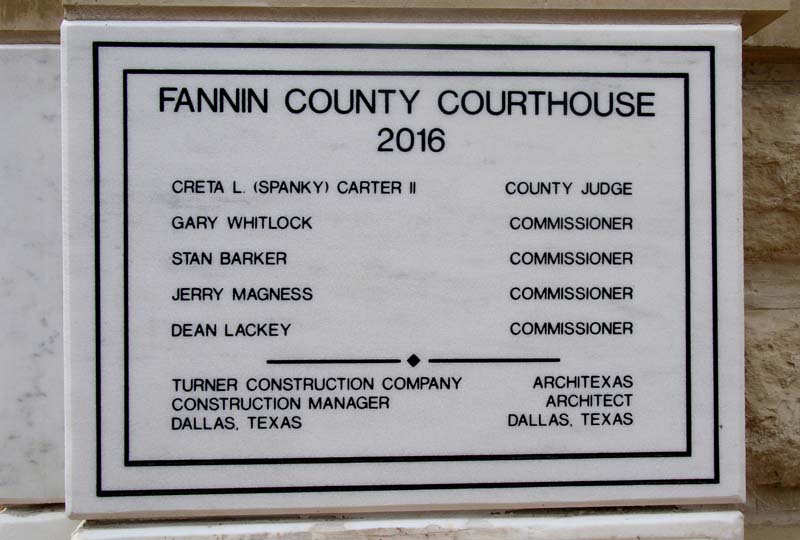 FANNIN COUNTY COURTHOUSE
2016
CRETA L. (SPANKY) CARTER II COUNTY JUDGE
GARY WHITLOCK COMMISSIONER
STAN BARKER COMMISSIONER
JERRY MAGNESS COMMISSIONER
DEAN LACKEY COMMISSIONER
TURNER CONSTRUCTION COMPANY ARCHITEXAS
CONSTRUCTION MANAGER ARCHITECT
DALLAS, TEXAS DALLAS, TEXAS